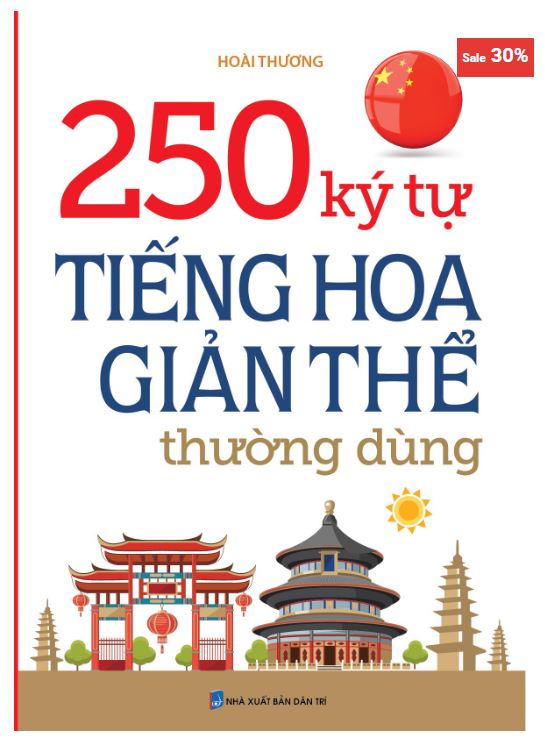 HOÀI THƯƠNG
Sale 30%
250 ký tự
TIẾNG HOA
GIẢN THỂ
thường dùng
NHÀ XUẤT BẢN DÂN TRÍ